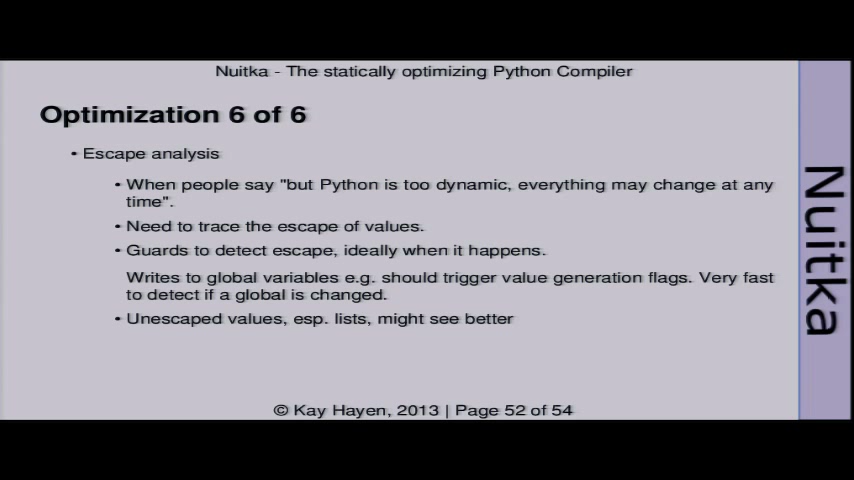 Nuitka - The statically optimizing Python Compiler
Optimization 6 of 6
• Escape analysis
• When people say "but Python is too dynamic, everything may change at any
time".
• Need to trace the escape of values.
• Guards to detect escape, ideally when it happens.
Writes to global variables e.g. should trigger value generation flags. Very fast
to detect if a global is changed.
• Unescaped values, esp. lists, might see better
© Kay Hayen, 2013 | Page 52 of 54
Nuitka